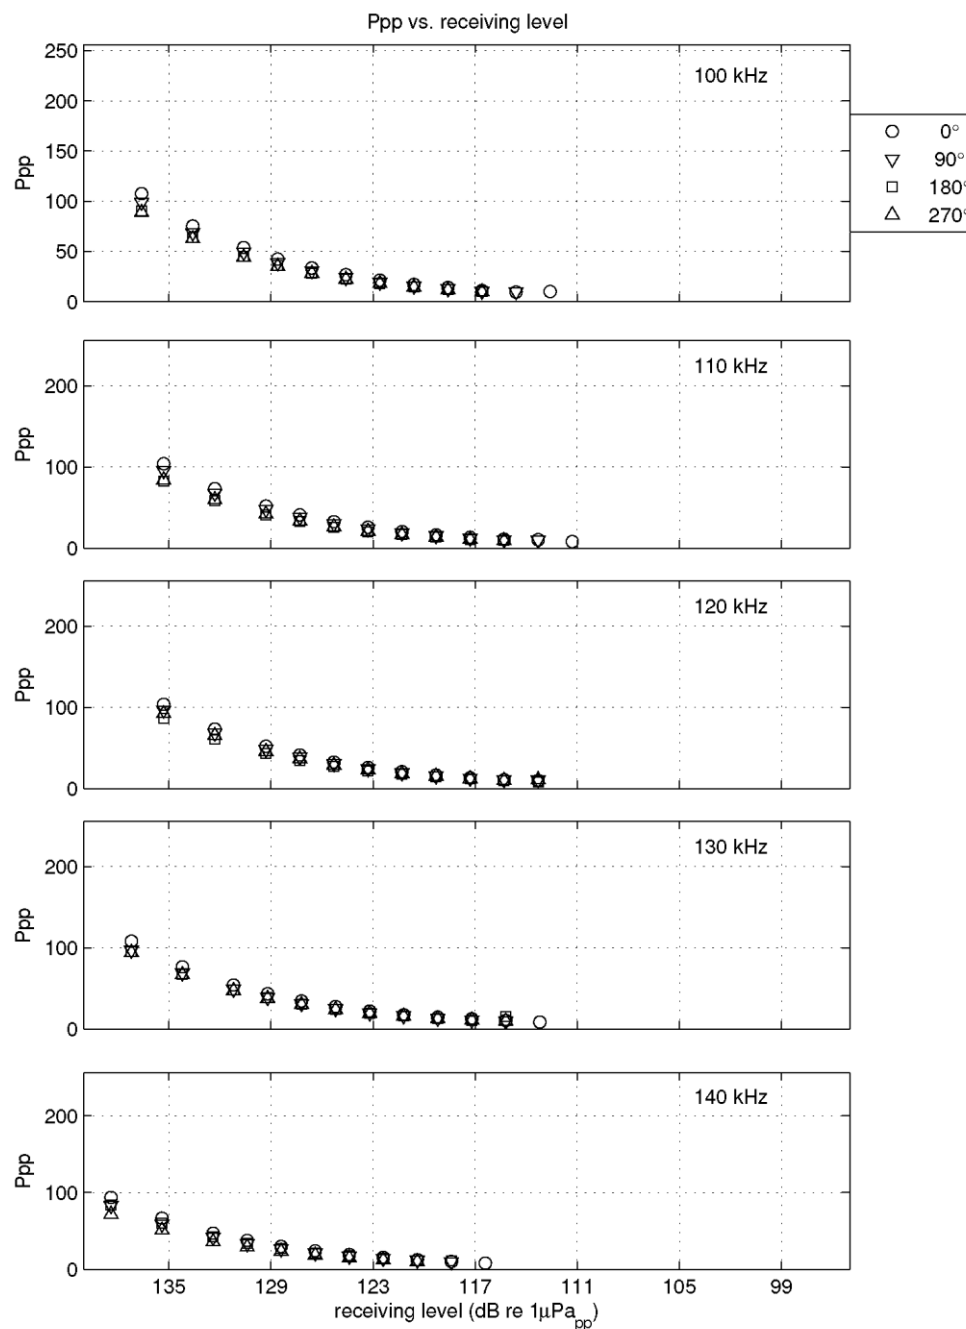 Ppp vs. receiving level
250
200
150
100
50
0
Ppp
100 kHz
0°
90°
180°
270°
200
100
0
Ppp
110 kHz
200
100
0
Ppp
120 kHz
200
100
0
Ppp
130 kHz
200
100
0
Ppp
140 kHz
135 129 123 117 111 105 99
receiving level (dB re 1μPa_pp)